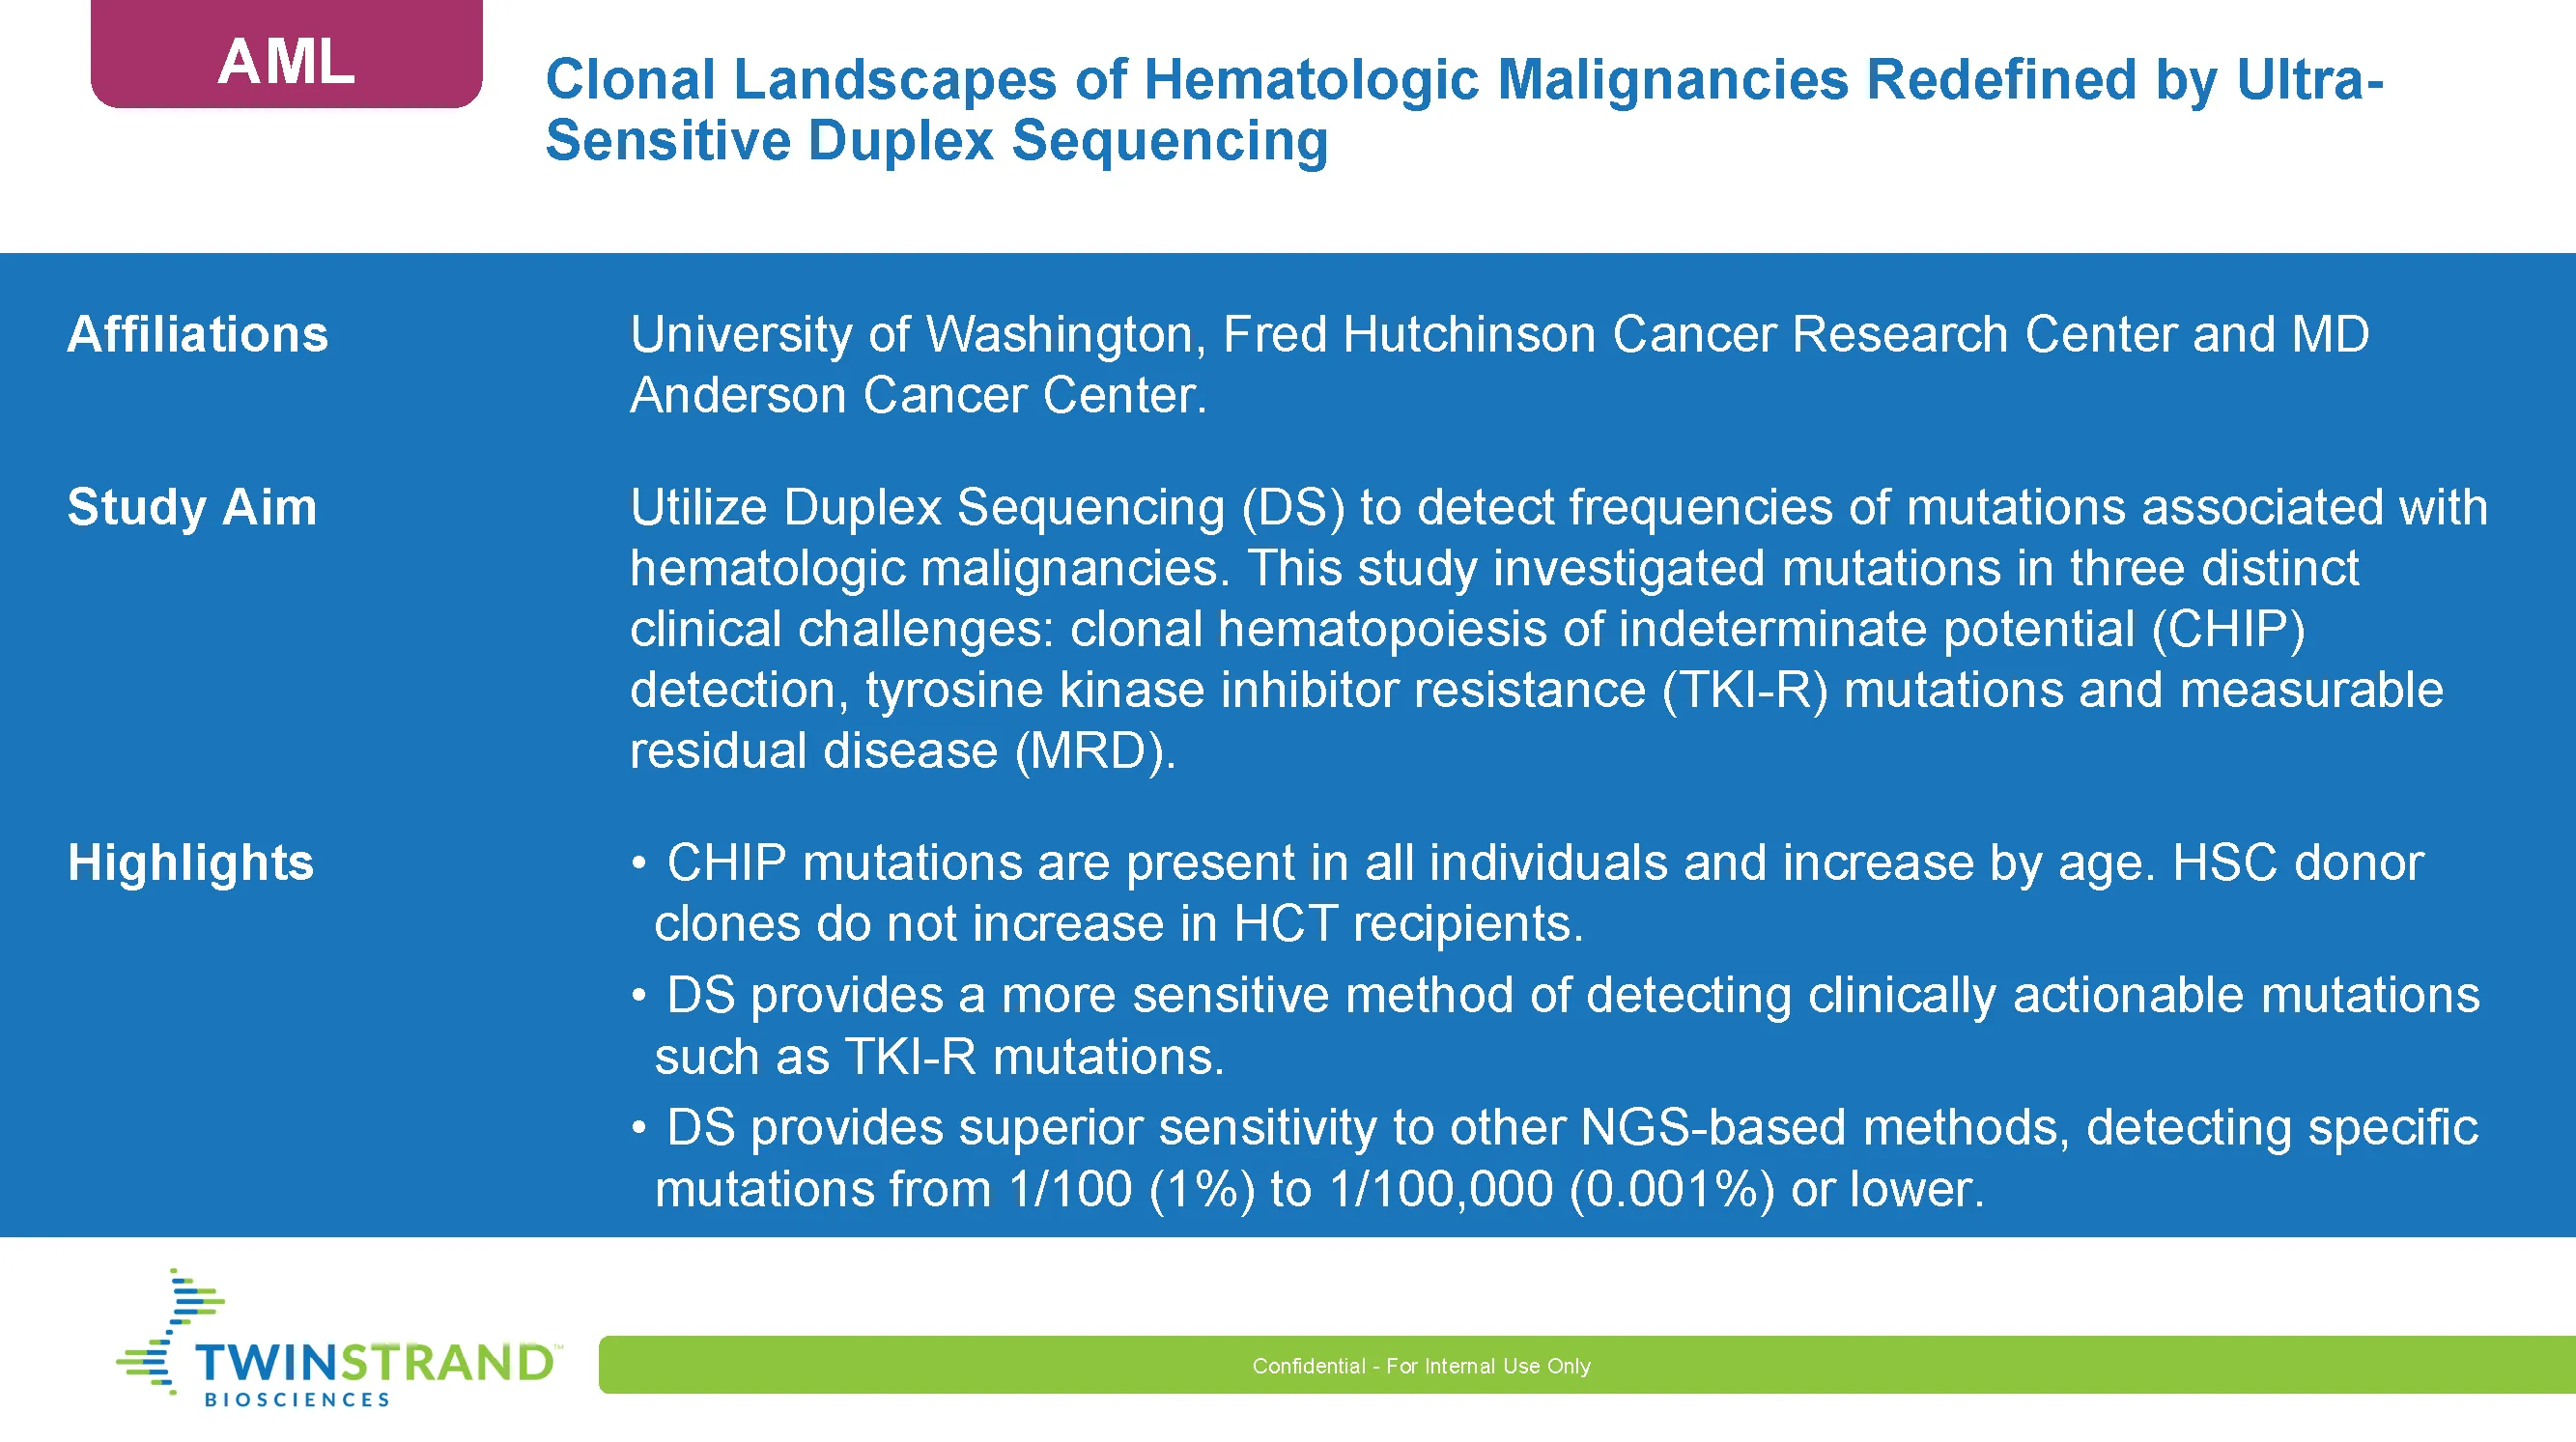 AML
Clonal Landscapes of Hematologic Malignancies Redefined by Ultra-
Sensitive Duplex Sequencing
Affiliations
University of Washington, Fred Hutchinson Cancer Research Center and MD
Anderson Cancer Center.
Study Aim
Utilize Duplex Sequencing (DS) to detect frequencies of mutations associated with
hematologic malignancies. This study investigated mutations in three distinct
clinical challenges: clonal hematopoiesis of indeterminate potential (CHIP)
detection, tyrosine kinase inhibitor resistance (TKI-R) mutations and measurable
residual disease (MRD).
Highlights
• CHIP mutations are present in all individuals and increase by age. HSC donor
clones do not increase in HCT recipients.
• DS provides a more sensitive method of detecting clinically actionable mutations
such as TKI-R mutations.
• DS provides superior sensitivity to other NGS-based methods, detecting specific
mutations from 1/100 (1%) to 1/100,000 (0.001%) or lower.
TWINSTRAND™
BIOSCIENCES
Confidential - For Internal Use Only